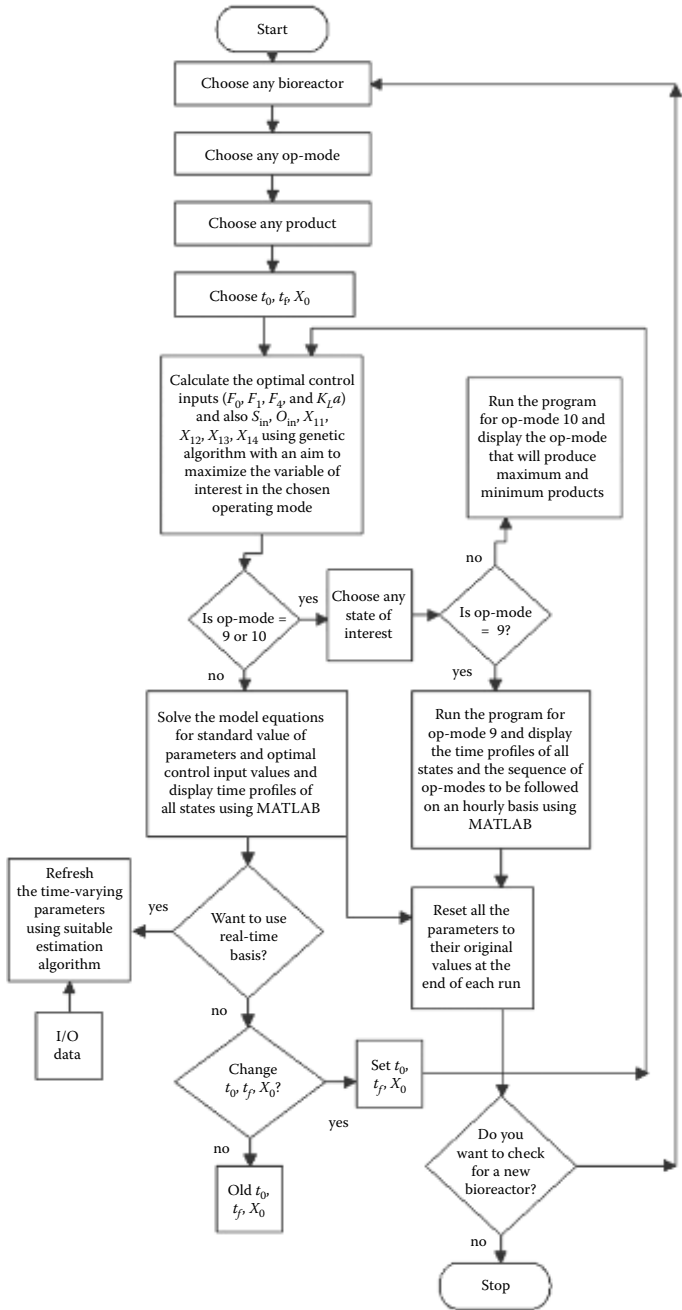 Start
Choose any bioreactor
Choose any op-mode
Choose any product
Choose t₀, t_f, X₀
Calculate the optimal control
inputs (F₀, F₁, F₄, and K_La)
and also S_in, O_in, X₁₁,
X₁₂, X₁₃, X₁₄ using genetic
algorithm with an aim to
maximize the variable of
interest in the chosen
operating mode
Run the program
for op-mode 10 and
display the op-mode
that will produce
maximum and
minimum products
no
Is op-mode =
9 or 10
yes
Choose any
state of
interest
Is op-mode
= 9?
no
yes
Solve the model equations
for standard value of
parameters and optimal
control input values and
display time profiles of
all states using MATLAB
Run the program for
op-mode 9 and display
the time profiles of all
states and the sequence of
op-modes to be followed
on an hourly basis using
MATLAB
Refresh
the time-varying
parameters
using suitable
estimation
algorithm
yes
Want to use
real-time
basis?
Reset all the
parameters to
their original
values at the
end of each run
I/O
data
no
Change
t₀, t_f, X₀?
Set t₀,
t_f, X₀
yes
no
Old t₀,
t_f, X₀
Do you
want to check
for a new
bioreactor?
no
Stop